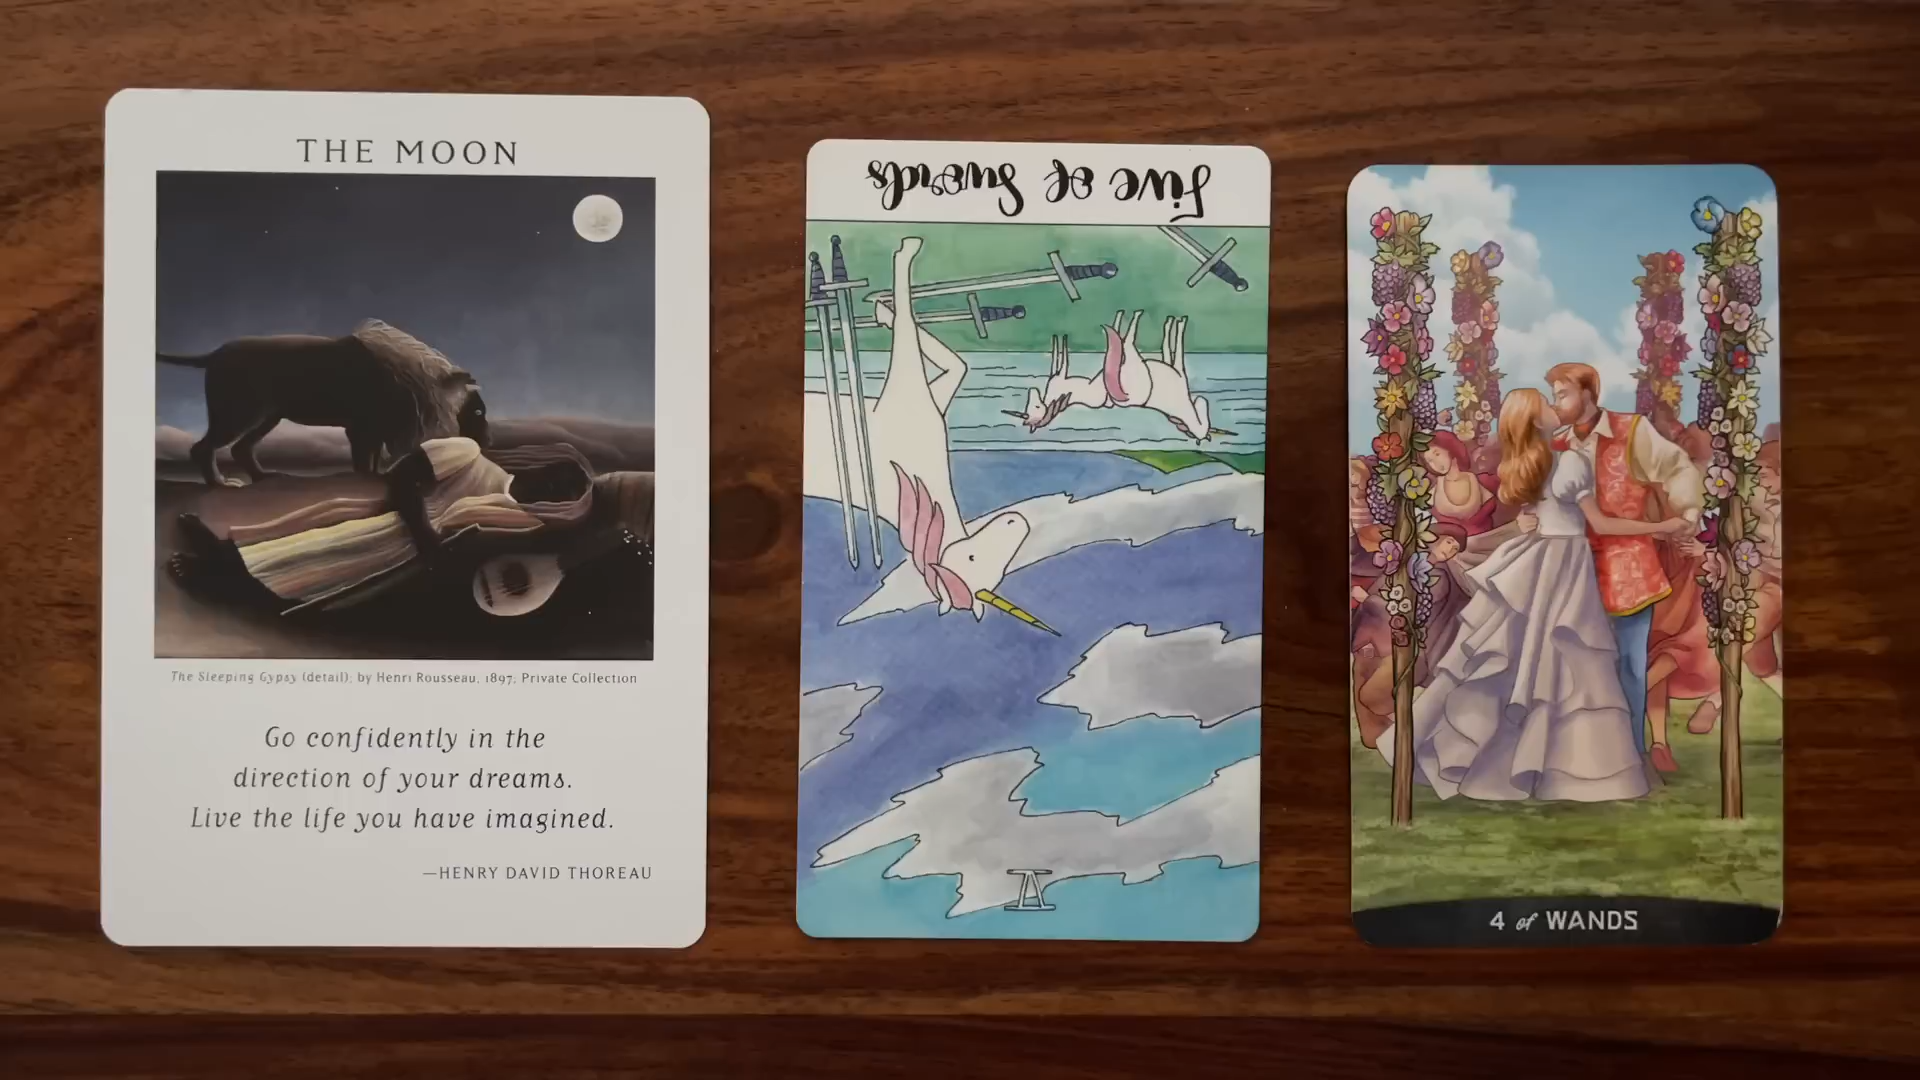 THE MOON
The Sleeping Gypsy (detail); by Henri Rousseau, 1897; Private Collection
Go confidently in the
direction of your dreams.
Live the life you have imagined.
—HENRY DAVID THOREAU
Five of Swords
V
4 of WANDS